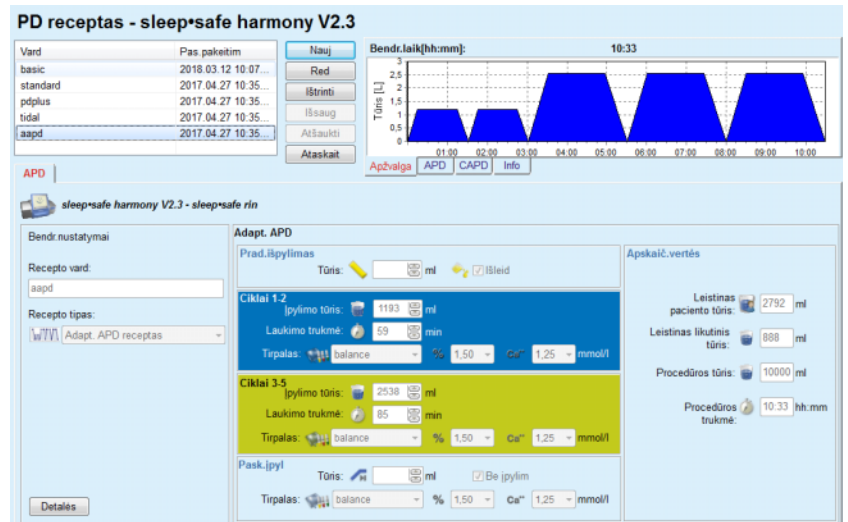 PD receptas - sleep•safe harmony V2.3
Vard Pas.pakeitim
basic 2018.03.12 10:07...
standard 2017.04.27 10:35...
pdplus 2017.04.27 10:35...
tidal 2017.04.27 10:35...
aapd 2017.04.27 10:35...
Nauj
Red
Ištrinti
Išsaug
Atšaukti
Ataskait
Bendr.laik[hh:mm]: 10:33
Tūris [L]
3
2,5
2
1,5
1
0,5
0
01:00 02:00 03:00 04:00 05:00 06:00 07:00 08:00 09:00 10:00
Apžvalga APD CAPD Info
APD
sleep•safe harmony V2.3 - sleep•safe rin
Bendr.nustatymai
Recepto vard:
aapd
Recepto tipas:
Adapt. APD receptas
Detalės
Adapt. APD
Prad.išpylimas
Tūris: ml Išleid
Ciklai 1-2
Įpylimo tūris: 1193 ml
Laukimo trukmė: 59 min
Tirpalas: balance % 1,50 Ca⁺⁺ 1,25 mmol/l
Ciklai 3-5
Įpylimo tūris: 2538 ml
Laukimo trukmė: 85 min
Tirpalas: balance % 1,50 Ca⁺⁺ 1,25 mmol/l
Pask.įpyl
Tūris: ml Be įpylim
Tirpalas: balance % 1,50 Ca⁺⁺ 1,25 mmol/l
Apskaič.vertės
Leistinas
paciento tūris: 2792 ml
Leistinas likutinis
tūris: 888 ml
Procedūros tūris: 10000 ml
Procedūros
trukmė: 10:33 hh:mm